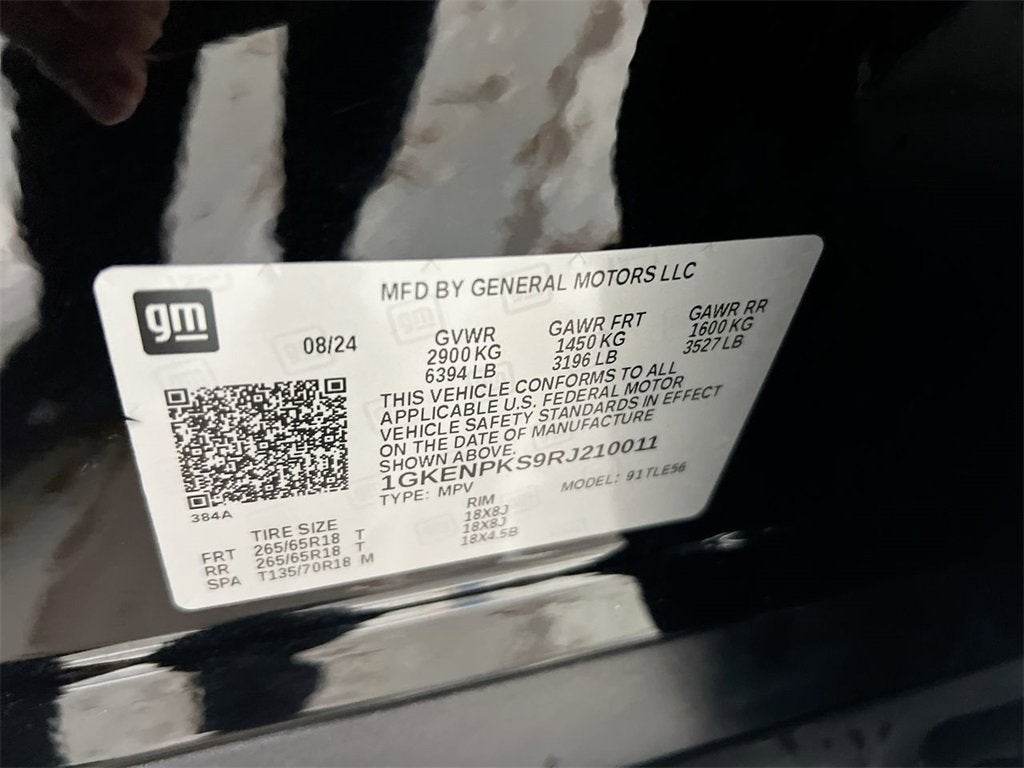 gm
MFD BY GENERAL MOTORS LLC
08/24
GVWR
2900 KG
6394 LB
GAWR FRT
1450 KG
3196 LB
GAWR RR
1600 KG
3527 LB
THIS VEHICLE CONFORMS TO ALL
APPLICABLE U.S. FEDERAL MOTOR
VEHICLE SAFETY STANDARDS IN EFFECT
ON THE DATE OF MANUFACTURE
SHOWN ABOVE.
1GKENPKS9RJ210011
TYPE: MPV
MODEL: 91TLE56
384A
TIRE SIZE
RIM
FRT 265/65R18 T 18X8J
RR 265/65R18 T 18X8J
SPA T135/70R18 M 18X4.5B